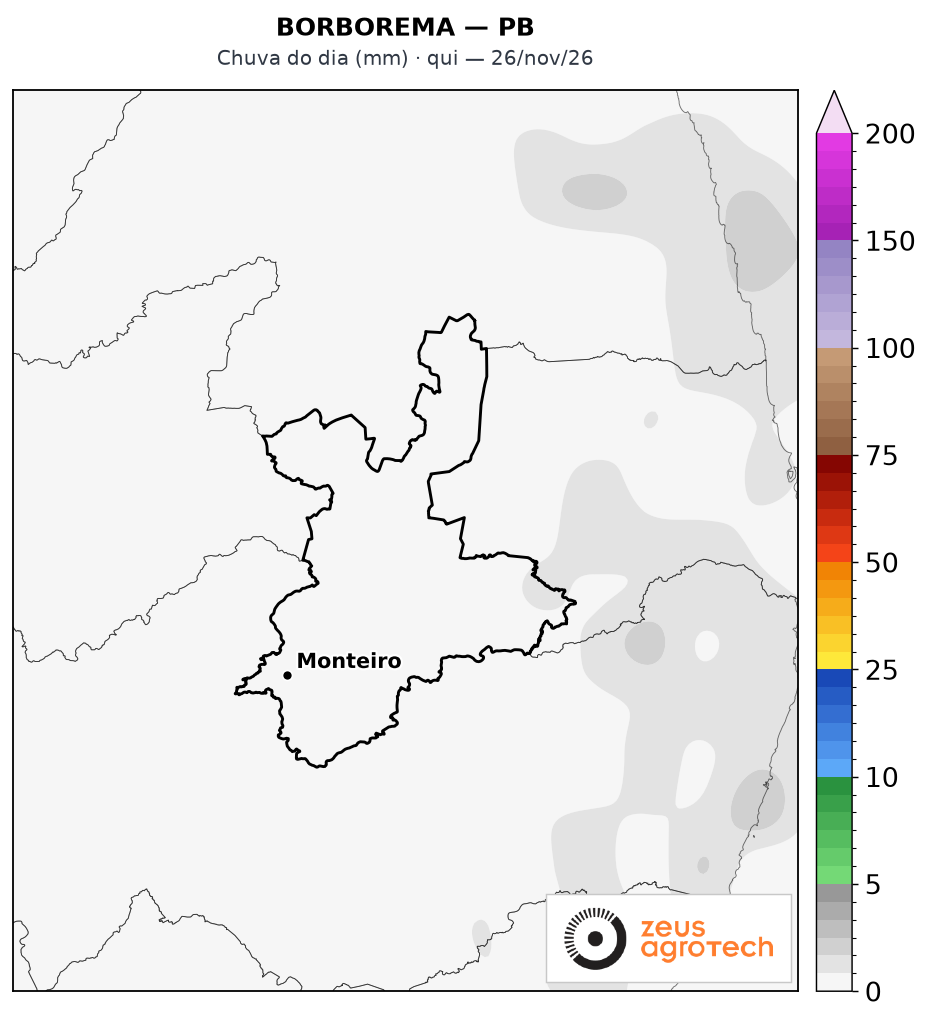 BORBOREMA — PB
Chuva do dia (mm) · qui — 26/nov/26
200
150
100
75
50
25
10
5
0
Monteiro
zeus
agrotech